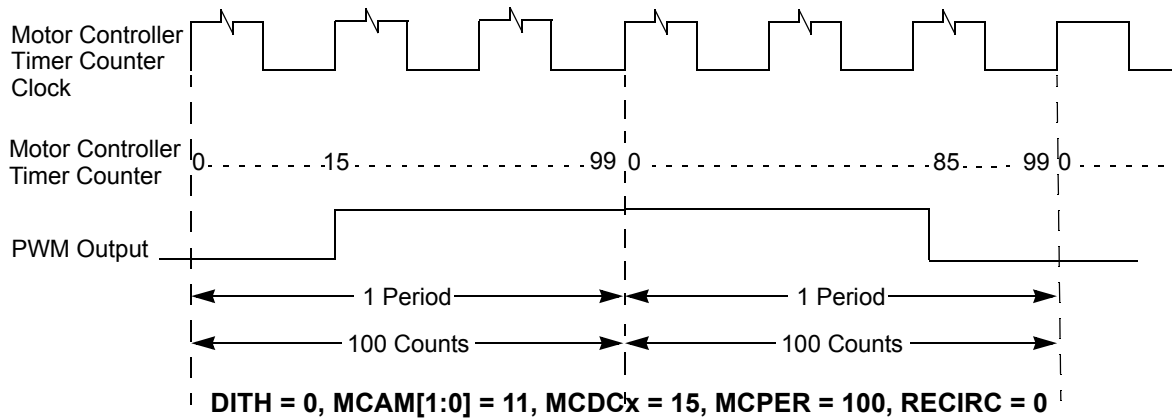 Motor Controller
Timer Counter
Clock
Motor Controller
Timer Counter
0 15 99 0 85 99 0
PWM Output
1 Period 1 Period
100 Counts 100 Counts
DITH = 0, MCAM[1:0] = 11, MCDCx = 15, MCPER = 100, RECIRC = 0